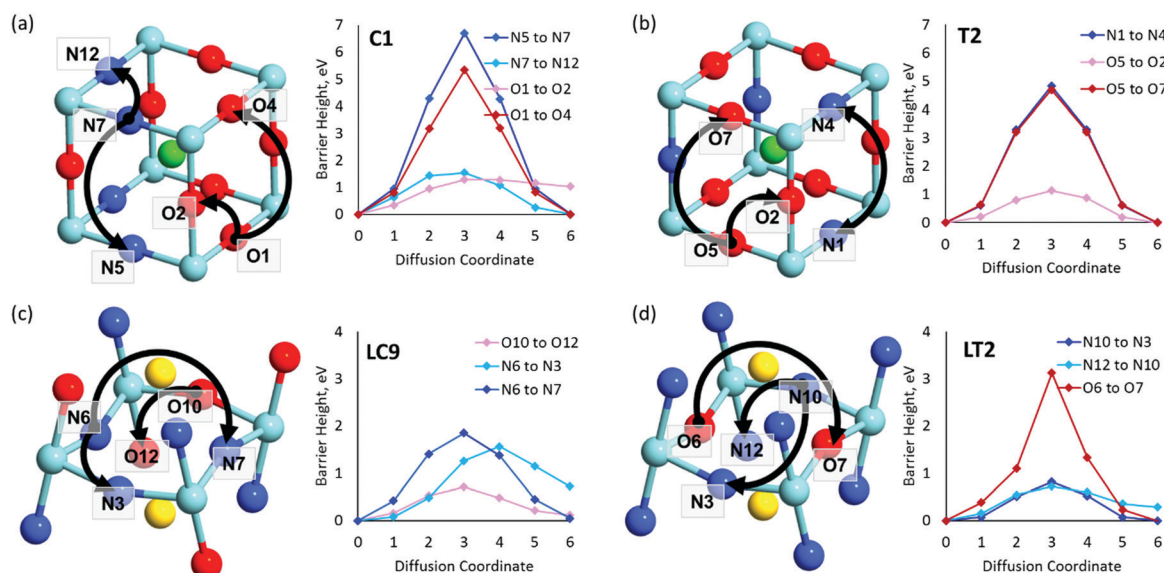 (a)
N12
N7
N5
O4
O2
O1
C1
Barrier Height, eV
7
6
5
4
3
2
1
0
0 1 2 3 4 5 6
Diffusion Coordinate
N5 to N7
N7 to N12
O1 to O2
O1 to O4
(b)
O7
N4
O2
O5
N1
T2
Barrier Height, eV
7
6
5
4
3
2
1
0
0 1 2 3 4 5 6
Diffusion Coordinate
N1 to N4
O5 to O2
O5 to O7
(c)
N6
O10
O12
N7
N3
LC9
Barrier Height, eV
4
3
2
1
0
0 1 2 3 4 5 6
Diffusion Coordinate
O10 to O12
N6 to N3
N6 to N7
(d)
N10
O6
N12
O7
N3
LT2
Barrier Height, eV
4
3
2
1
0
0 1 2 3 4 5 6
Diffusion Coordinate
N10 to N3
N12 to N10
O6 to O7